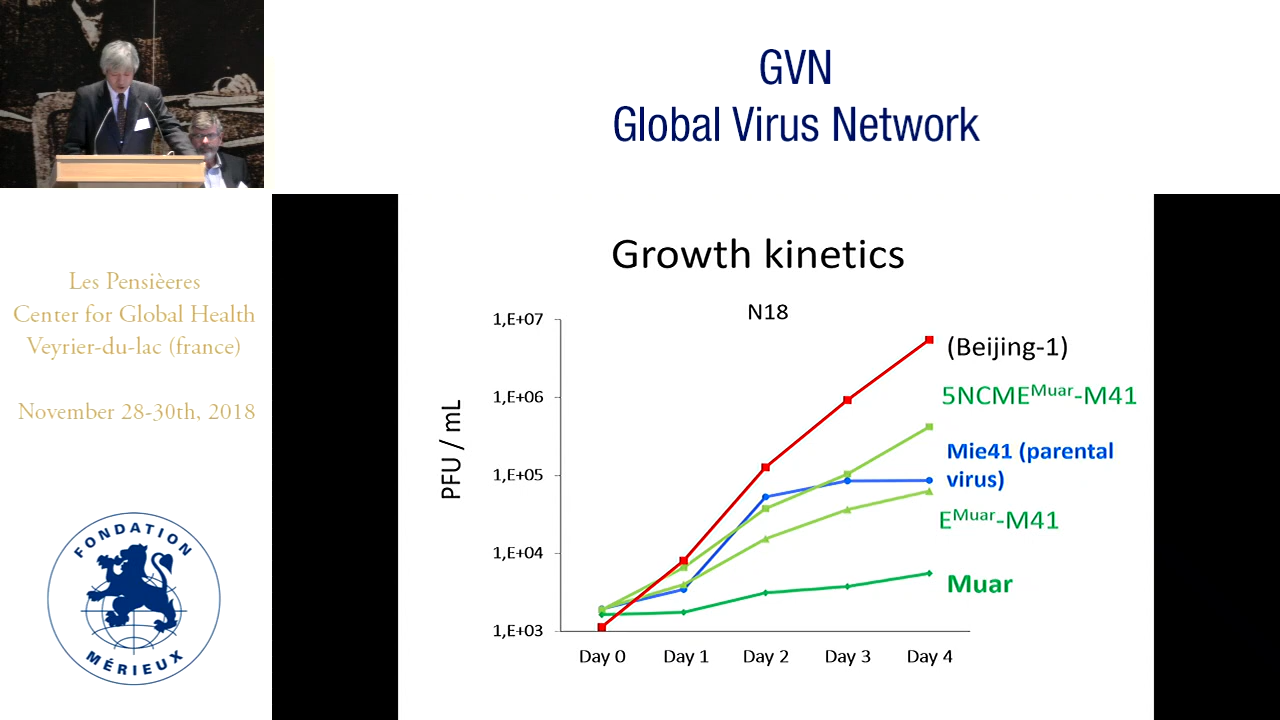 GVN
Global Virus Network
Les Pensièeres
Center for Global Health
Veyrier-du-lac (france)
November 28-30th, 2018
FONDATION
MÉRIEUX
Growth kinetics
N18
PFU / mL
1,E+07
1,E+06
1,E+05
1,E+04
1,E+03
Day 0 Day 1 Day 2 Day 3 Day 4
(Beijing-1)
5NCMEᴹᵘᵃʳ-M41
Mie41 (parental
virus)
Eᴹᵘᵃʳ-M41
Muar